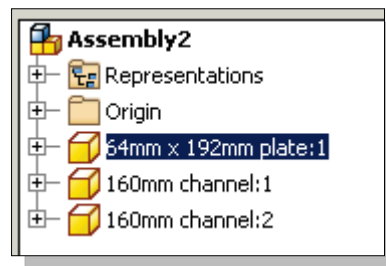 Assembly2
Representations
Origin
64mm x 192mm plate:1
160mm channel:1
160mm channel:2